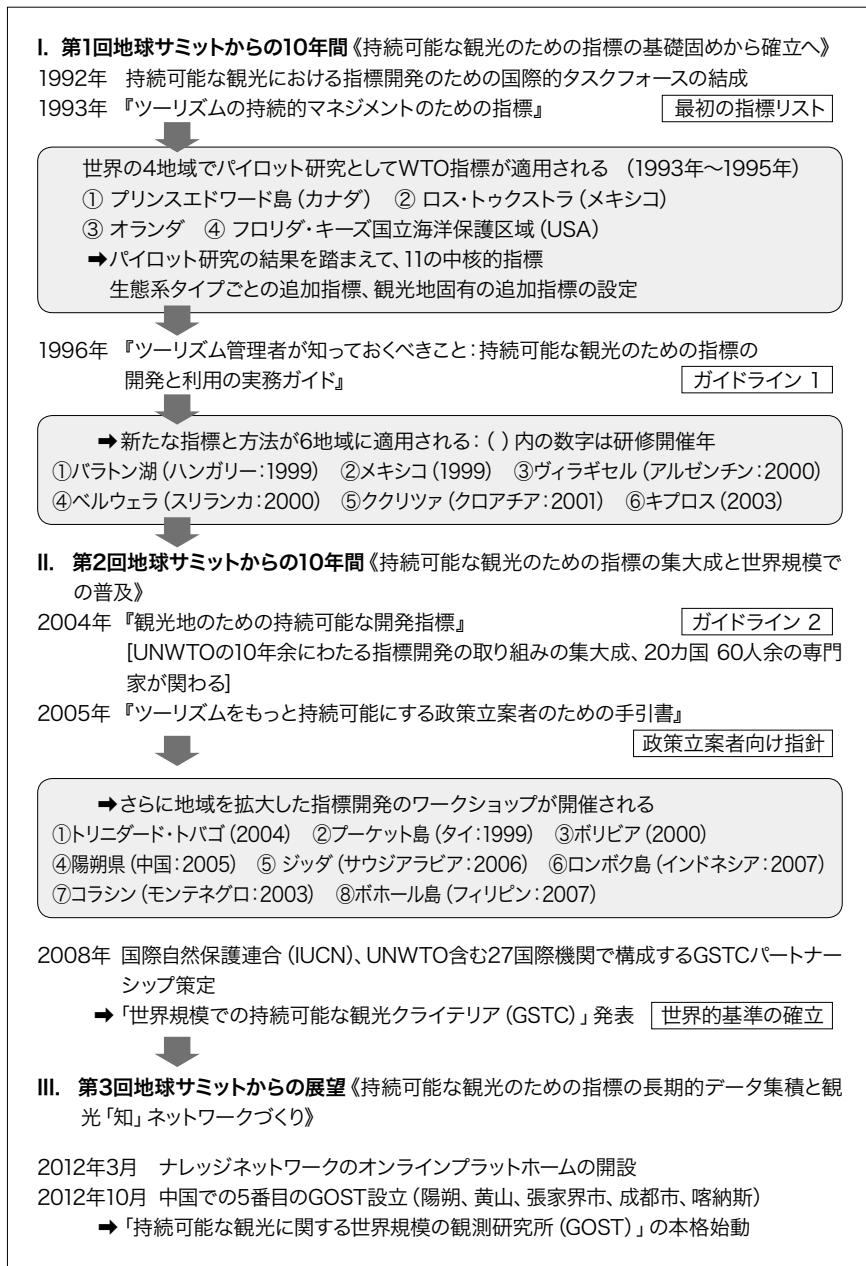 I. 第1回地球サミットからの10年間《持続可能な観光のための指標の基礎固めから確立へ》
1992年 持続可能な観光における指標開発のための国際的タスクフォースの結成
1993年 『ツーリズムの持続的マネジメントのための指標』 最初の指標リスト
世界の4地域でパイロット研究としてWTO指標が適用される (1993年~1995年)
① プリンスエドワード島(カナダ) ② ロス・トゥクストラ(メキシコ)
③ オランダ ④ フロリダ・キーズ国立海洋保護区域(USA)
➡パイロット研究の結果を踏まえて、11の中核的指標
生態系タイプごとの追加指標、観光地固有の追加指標の設定
1996年 『ツーリズム管理者が知っておくべきこと:持続可能な観光のための指標の
開発と利用の実務ガイド』 ガイドライン 1
➡新たな指標と方法が6地域に適用される:( )内の数字は研修開催年
①バラトン湖(ハンガリー:1999) ②メキシコ(1999) ③ヴィラギセル(アルゼンチン:2000)
④ベルウェラ(スリランカ:2000) ⑤ククリツァ(クロアチア:2001) ⑥キプロス(2003)
II. 第2回地球サミットからの10年間《持続可能な観光のための指標の集大成と世界規模で
の普及》
2004年 『観光地のための持続可能な開発指標』 ガイドライン 2
[UNWTOの10年余にわたる指標開発の取り組みの集大成、20カ国 60人余の専門
家が関わる]
2005年 『ツーリズムをもっと持続可能にする政策立案者のための手引書』
政策立案者向け指針
➡さらに地域を拡大した指標開発のワークショップが開催される
①トリニダード・トバゴ(2004) ②プーケット島(タイ:1999) ③ボリビア(2000)
④陽朔県(中国:2005) ⑤ ジッダ(サウジアラビア:2006) ⑥ロンボク島(インドネシア:2007)
⑦コラシン(モンテネグロ:2003) ⑧ボホール島(フィリピン:2007)
2008年 国際自然保護連合(IUCN)、UNWTO含む27国際機関で構成するGSTCパートナー
シップ策定
➡「世界規模での持続可能な観光クライテリア(GSTC)」発表 世界的基準の確立
III. 第3回地球サミットからの展望《持続可能な観光のための指標の長期的データ集積と観
光「知」ネットワークづくり》
2012年3月 ナレッジネットワークのオンラインプラットホームの開設
2012年10月 中国での5番目のGOST設立(陽朔、黄山、張家界市、成都市、喀納斯)
➡「持続可能な観光に関する世界規模の観測研究所(GOST)」の本格始動